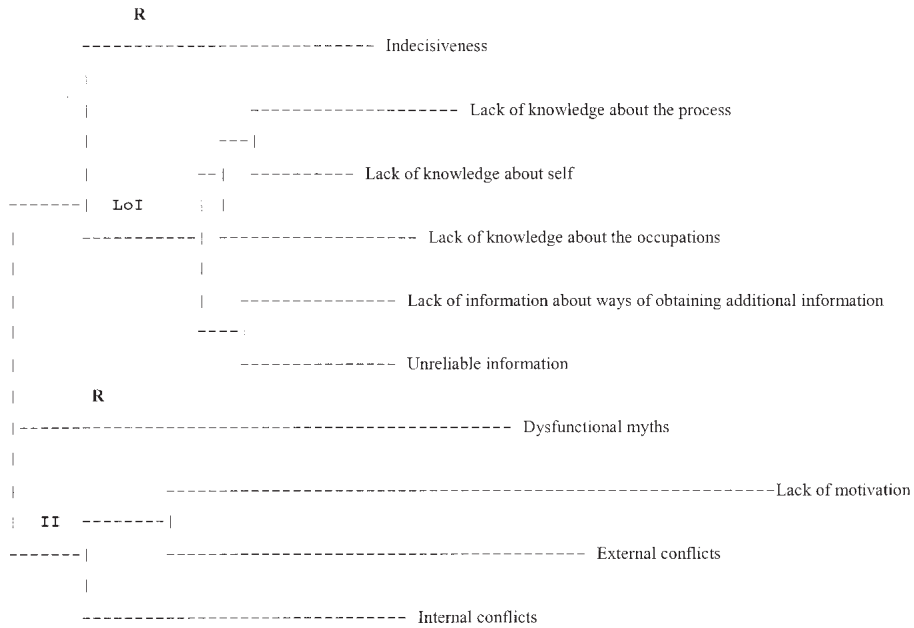 R
Indecisiveness
Lack of knowledge about the process
Lack of knowledge about self
LoI
Lack of knowledge about the occupations
Lack of information about ways of obtaining additional information
Unreliable information
R
Dysfunctional myths
Lack of motivation
II
External conflicts
Internal conflicts